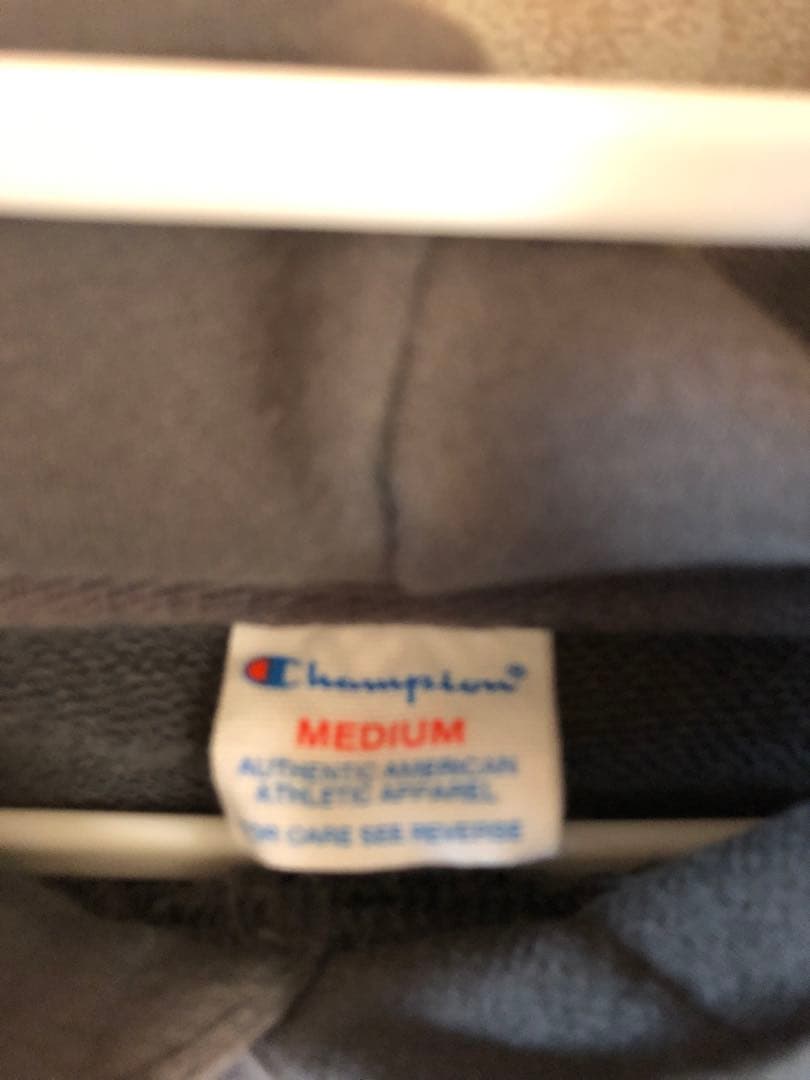 Champion®
MEDIUM
AUTHENTIC AMERICAN
ATHLETIC APPAREL
FOR CARE SEE REVERSE